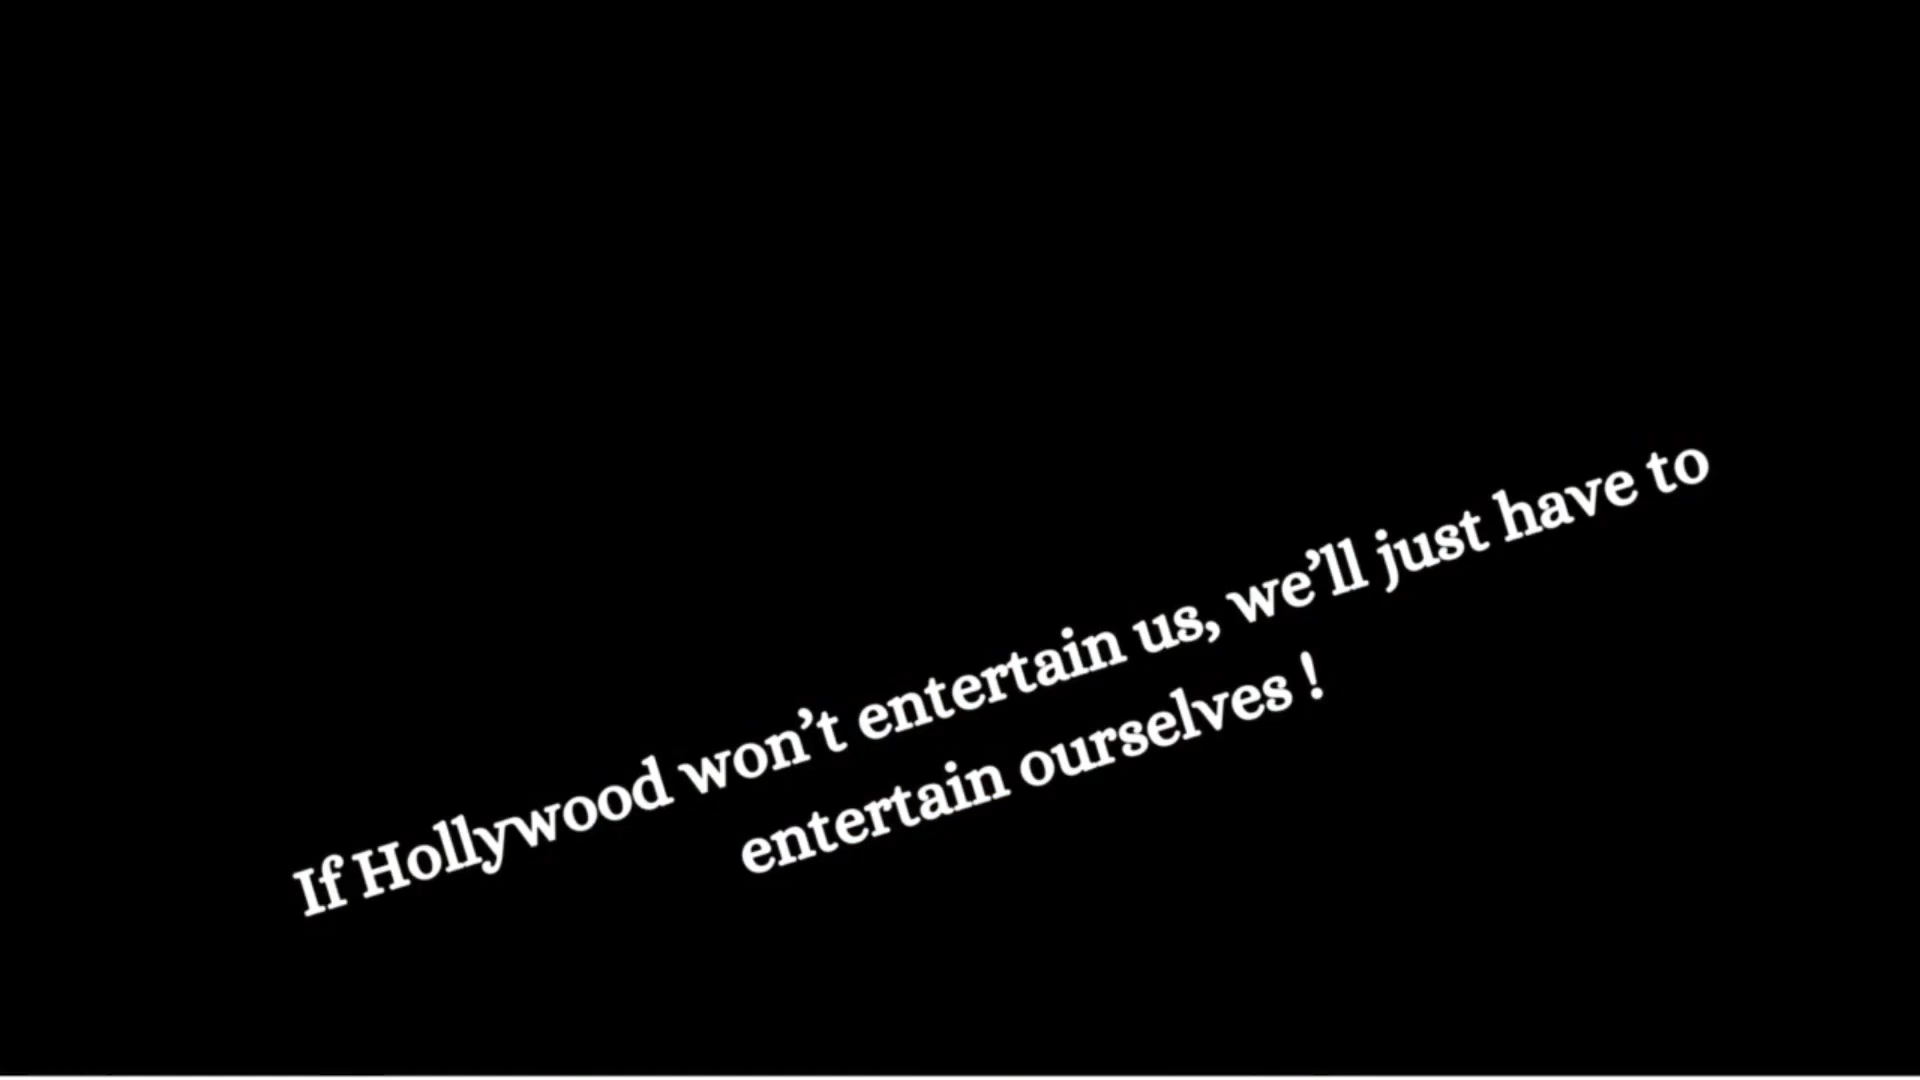 If Hollywood won’t entertain us, we’ll just have to
entertain ourselves !